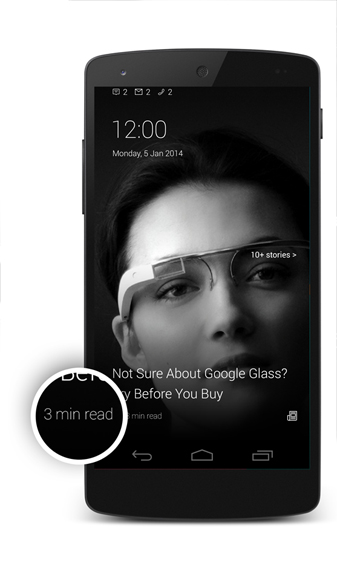 2 2 2
12:00
Monday, 5 Jan 2014
10+ stories >
Not Sure About Google Glass?
Before You Buy
min read
3 min read